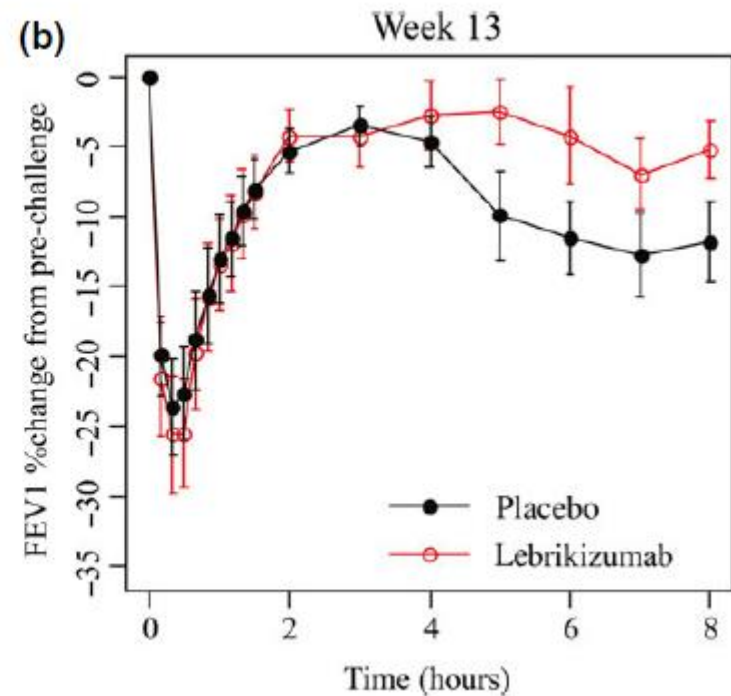 (b)
Week 13
FEV1 %change from pre-challenge
0
−5
−10
−15
−20
−25
−30
−35
Placebo
Lebrikizumab
0 2 4 6 8
Time (hours)